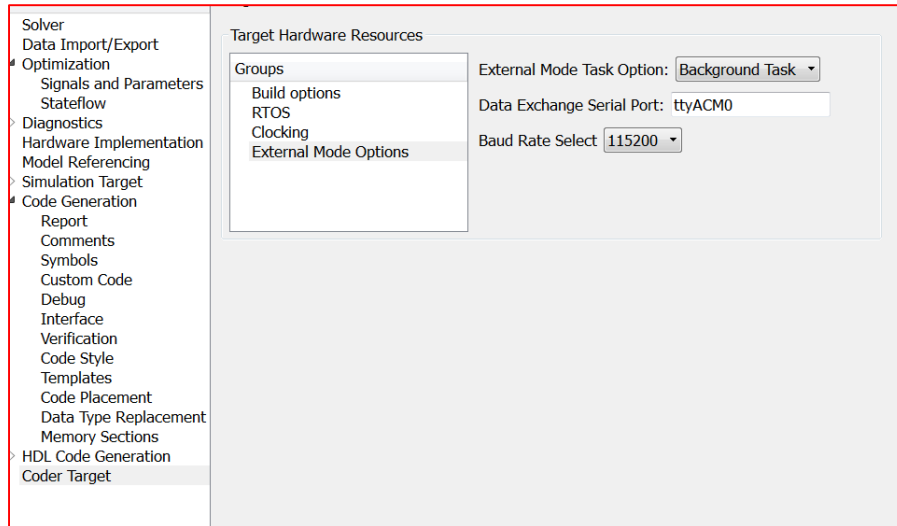 Solver
Data Import/Export
Optimization
Signals and Parameters
Stateflow
Diagnostics
Hardware Implementation
Model Referencing
Simulation Target
Code Generation
Report
Comments
Symbols
Custom Code
Debug
Interface
Verification
Code Style
Templates
Code Placement
Data Type Replacement
Memory Sections
HDL Code Generation
Coder Target
Target Hardware Resources
Groups
Build options
RTOS
Clocking
External Mode Options
External Mode Task Option: Background Task
Data Exchange Serial Port: ttyACM0
Baud Rate Select 115200